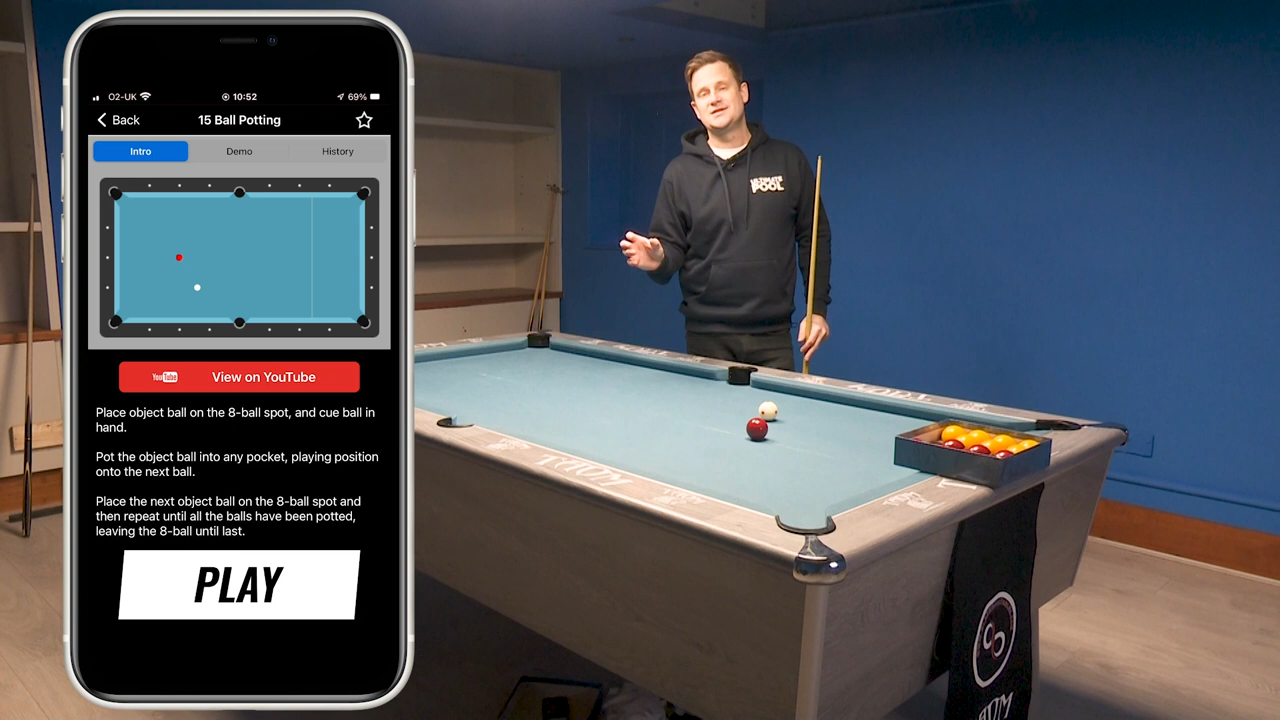 O2-UK
10:52
69%
Back
15 Ball Potting
Intro
Demo
History
YouTube
View on YouTube
Place object ball on the 8-ball spot, and cue ball in
hand.
Pot the object ball into any pocket, playing position
onto the next ball.
Place the next object ball on the 8-ball spot and
then repeat until all the balls have been potted,
leaving the 8-ball until last.
PLAY
ULTIMATE
POOL